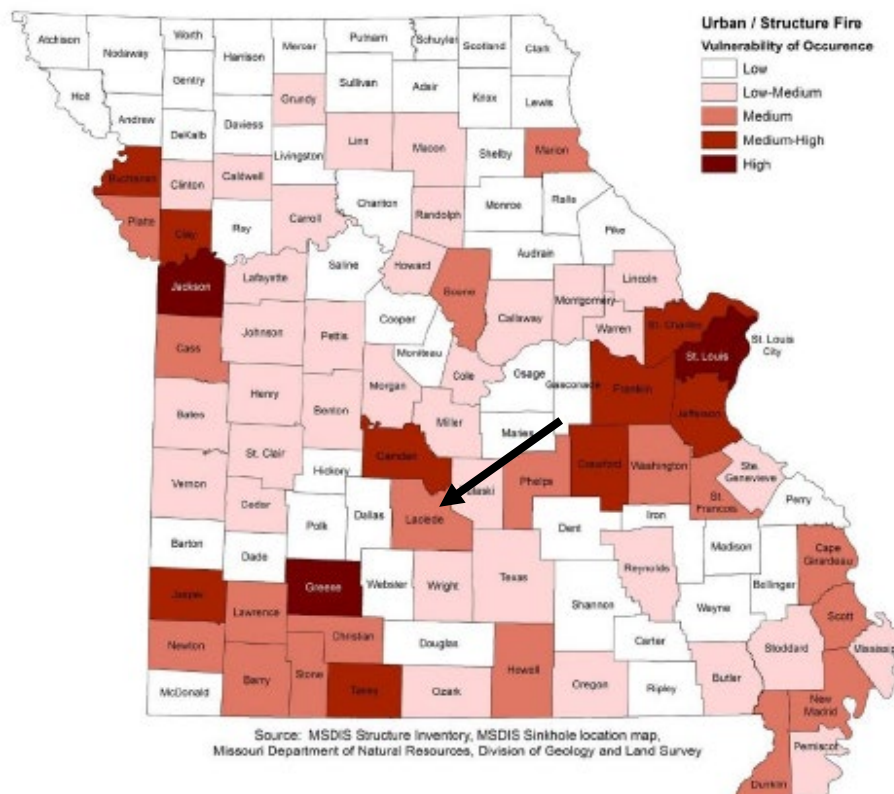 Urban / Structure Fire
Vulnerability of Occurence
Low
Low-Medium
Medium
Medium-High
High
Atchison
Nodaway
Worth
Harrison
Mercer
Putnam
Schuyler
Scotland
Clark
Gentry
Sullivan
Adair
Knox
Lewis
Holt
Andrew
DeKalb
Daviess
Grundy
Linn
Macon
Shelby
Marion
Buchanan
Clinton
Caldwell
Livingston
Chariton
Randolph
Monroe
Ralls
Pike
Platte
Clay
Ray
Carroll
Audrain
Jackson
Lafayette
Saline
Howard
Boone
Callaway
Montgomery
Lincoln
Warren
St. Charles
St. Louis
St. Louis
City
Cass
Johnson
Pettis
Cooper
Moniteau
Cole
Osage
Gasconade
Franklin
Jefferson
Bates
Henry
Benton
Morgan
Miller
Maries
Camden
St. Clair
Hickory
Vernon
Cedar
Polk
Dallas
Laclede
laski
Phelps
Crawford
Washington
St.
Francois
Ste.
Genevieve
Perry
Barton
Dade
Dent
Iron
Madison
Cape
Girardeau
Jasper
Greene
Webster
Wright
Texas
Shannon
Reynolds
Wayne
Bollinger
Scott
Newton
Lawrence
Christian
Douglas
Howell
Carter
Stoddard
Mississip
McDonald
Barry
Stone
Taney
Ozark
Oregon
Ripley
Butler
New
Madrid
Pemiscot
Dunklin
Source: MSDIS Structure Inventory, MSDIS Sinkhole location map,
Missouri Department of Natural Resources, Division of Geology and Land Survey